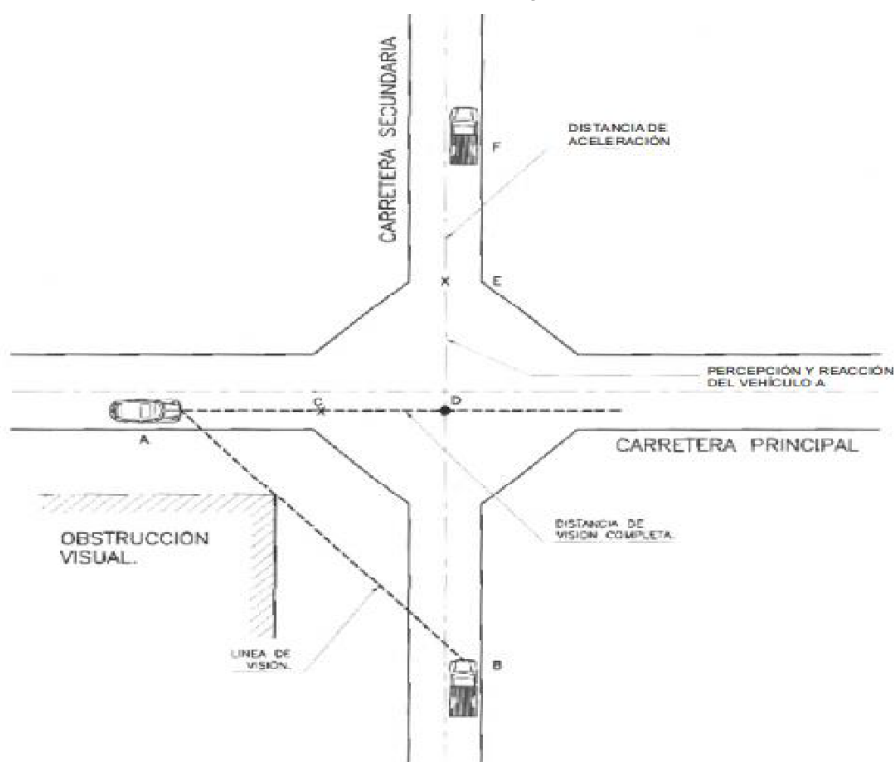 CARRETERA SECUNDARIA
DISTANCIA DE
ACELERACIÓN
F
X
E
PERCEPCIÓN Y REACCIÓN
DEL VEHÍCULO A
C
X
D
A
CARRETERA PRINCIPAL
OBSTRUCCION
VISUAL.
DISTANCIA DE
VISION COMPLETA.
LINEA DE
VISIÓN.
B